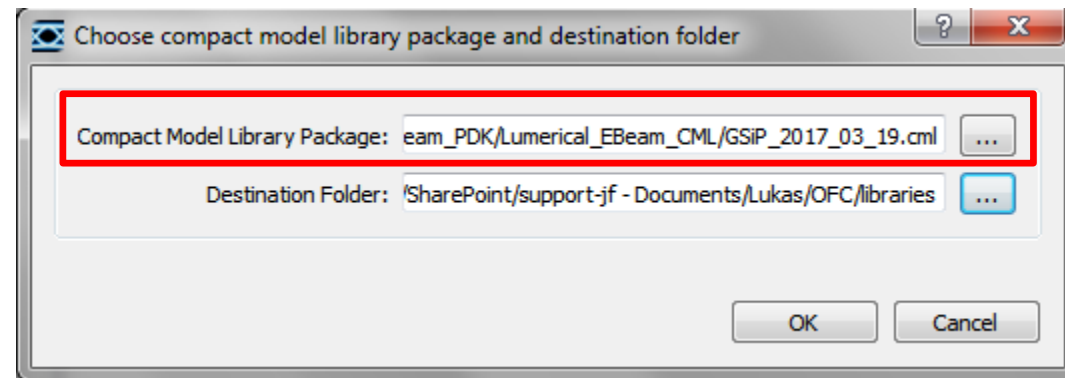 Choose compact model library package and destination folder
Compact Model Library Package: eam_PDK/Lumerical_EBeam_CML/GSiP_2017_03_19.cml ...
Destination Folder: /SharePoint/support-jf - Documents/Lukas/OFC/libraries ...
OK Cancel